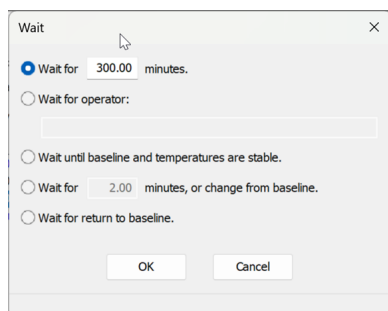 Wait
Wait for 300.00 minutes.
Wait for operator:
Wait until baseline and temperatures are stable.
Wait for 2.00 minutes, or change from baseline.
Wait for return to baseline.
OK Cancel